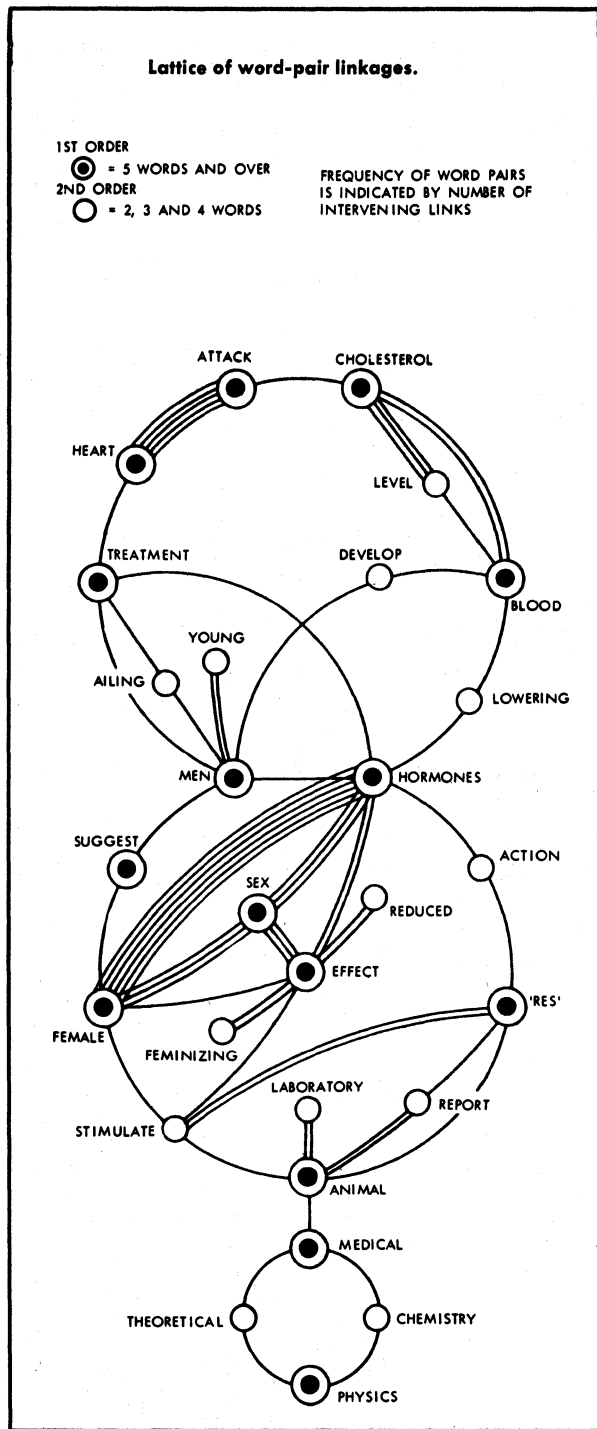 Lattice of word-pair linkages.
1ST ORDER
= 5 WORDS AND OVER
2ND ORDER
= 2, 3 AND 4 WORDS
FREQUENCY OF WORD PAIRS
IS INDICATED BY NUMBER OF
INTERVENING LINKS
ATTACK
CHOLESTEROL
HEART
LEVEL
TREATMENT
DEVELOP
BLOOD
YOUNG
AILING
LOWERING
MEN
HORMONES
SUGGEST
ACTION
SEX
REDUCED
EFFECT
'RES'
FEMALE
FEMINIZING
LABORATORY
REPORT
STIMULATE
ANIMAL
MEDICAL
THEORETICAL
CHEMISTRY
PHYSICS